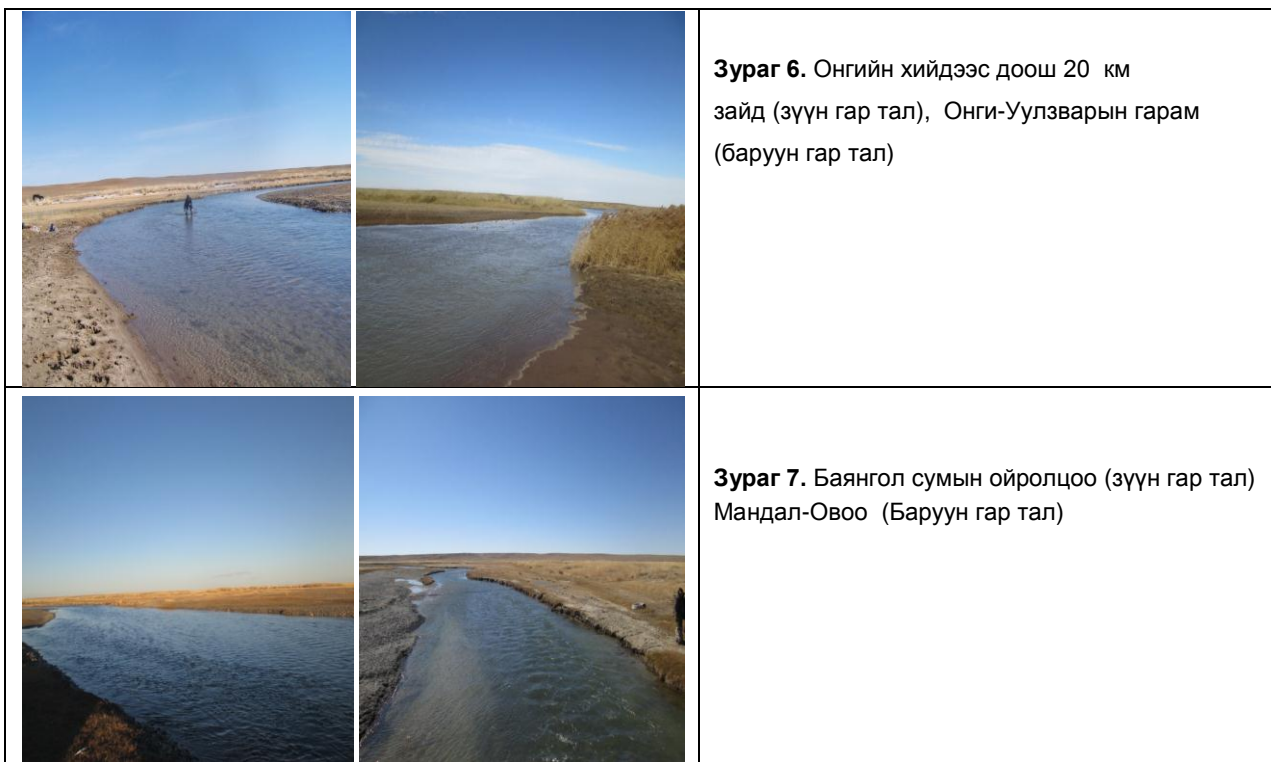 Зураг 6. Онгийн хийдээс доош 20 км
зайд (зүүн гар тал), Онги-Уулзварын гарам
(баруун гар тал)
Зураг 7. Баянгол сумын ойролцоо (зүүн гар тал)
Мандал-Овоо (Баруун гар тал)